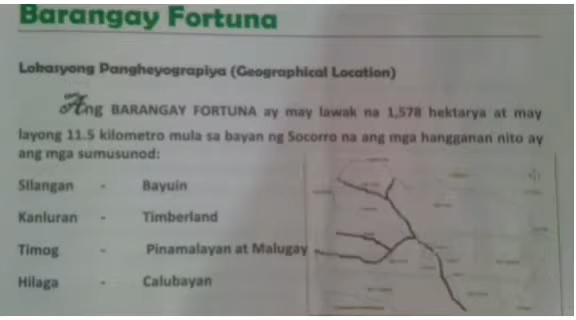 Barangay Fortuna
Lokasyong Pangheyograpiya (Geographical Location)
Ang BARANGAY FORTUNA ay may lawak na 1,578 hektarya at may
layong 11.5 kilometro mula sa bayan ng Socorro na ang mga hangganan nito ay
ang mga sumusunod:
Silangan - Bayuin
Kanluran - Timberland
Timog - Pinamalayan at Malugay
Hilaga - Calubayan